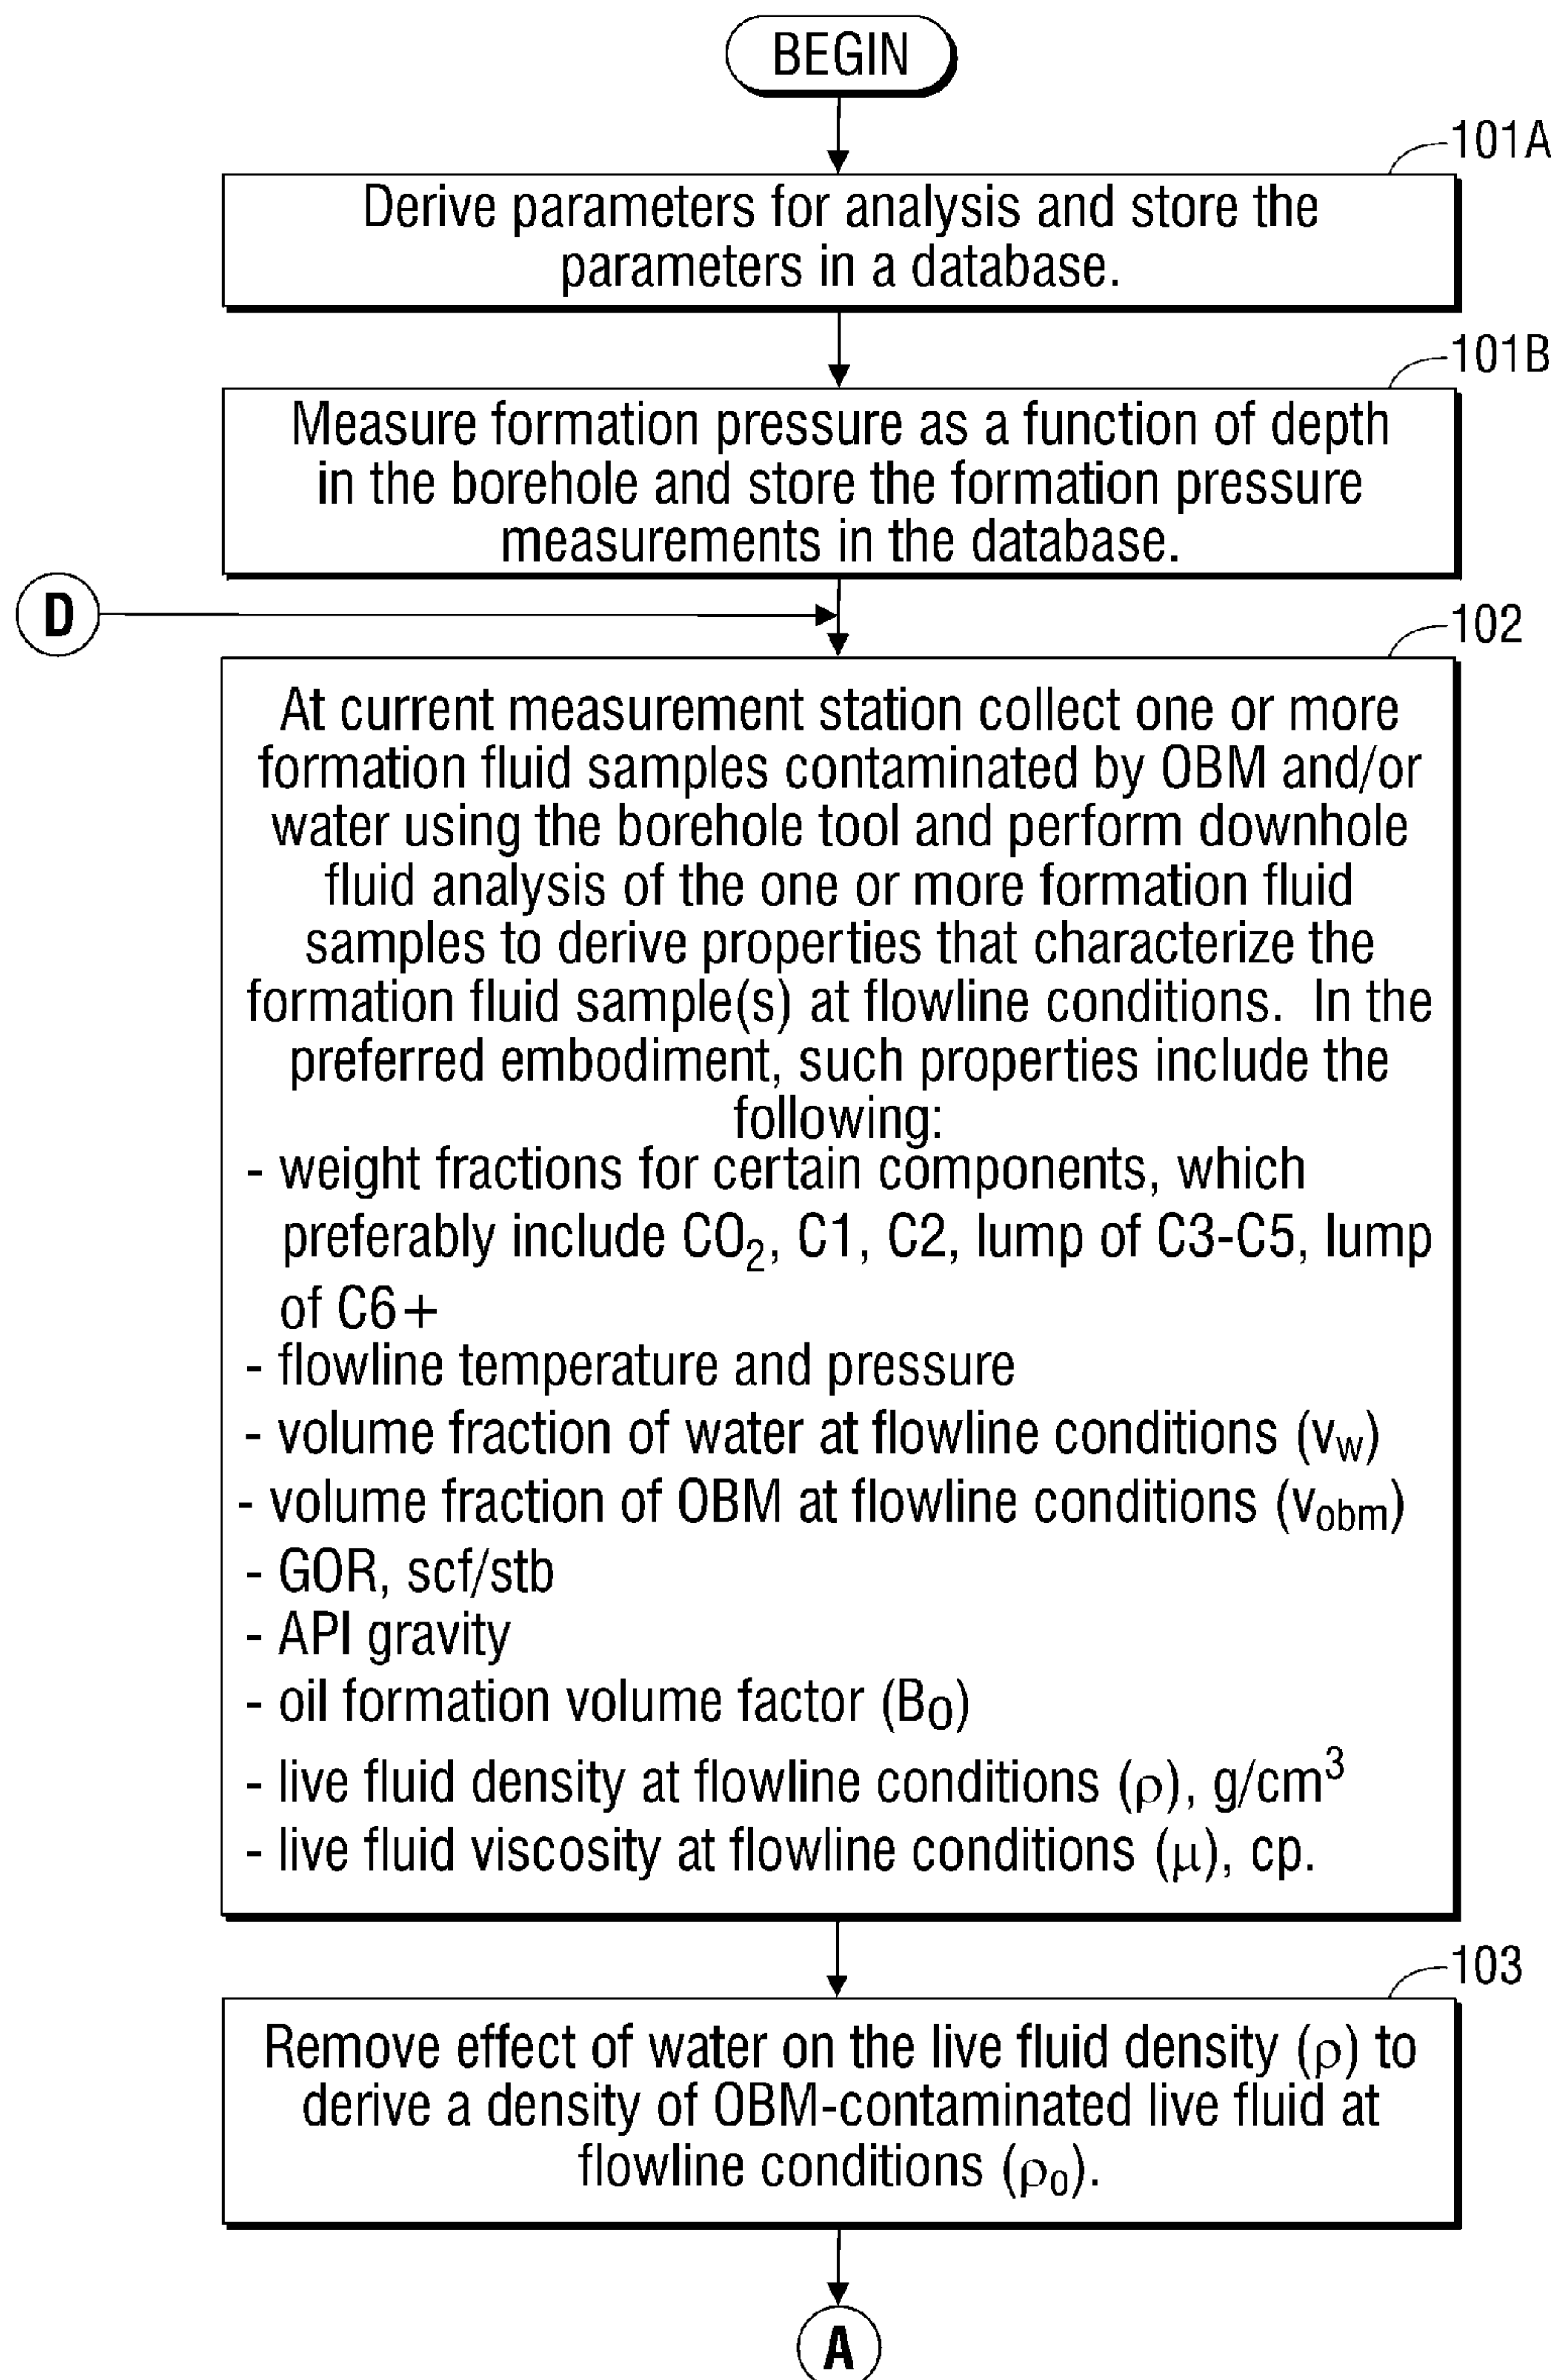 BEGIN
101A
Derive parameters for analysis and store the
parameters in a database.
101B
Measure formation pressure as a function of depth
in the borehole and store the formation pressure
measurements in the database.
D
102
At current measurement station collect one or more
formation fluid samples contaminated by OBM and/or
water using the borehole tool and perform downhole
fluid analysis of the one or more formation fluid
samples to derive properties that characterize the
formation fluid sample(s) at flowline conditions. In the
preferred embodiment, such properties include the
following:
- weight fractions for certain components, which
preferably include CO₂, C1, C2, lump of C3-C5, lump
of C6+
- flowline temperature and pressure
- volume fraction of water at flowline conditions (v_w)
- volume fraction of OBM at flowline conditions (v_obm)
- GOR, scf/stb
- API gravity
- oil formation volume factor (B₀)
- live fluid density at flowline conditions (ρ), g/cm³
- live fluid viscosity at flowline conditions (μ), cp.
103
Remove effect of water on the live fluid density (ρ) to
derive a density of OBM-contaminated live fluid at
flowline conditions (ρ₀).
A